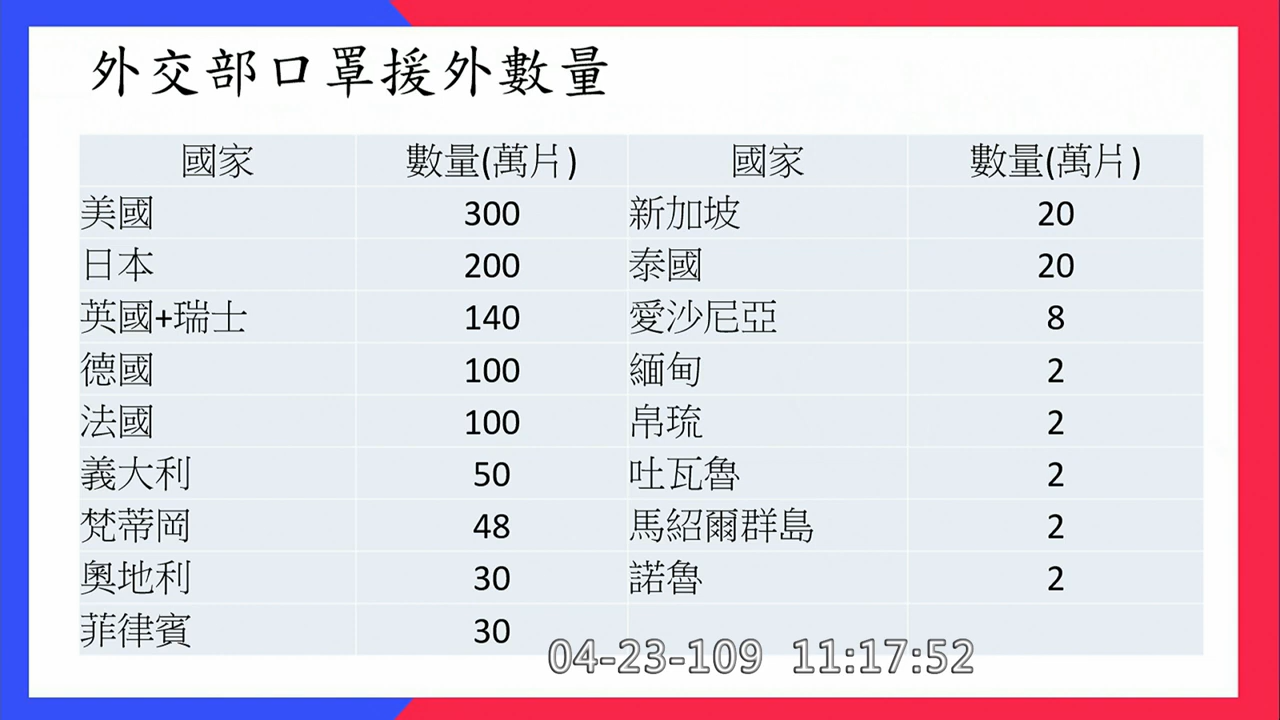 外交部口罩援外數量
國家 數量(萬片) 國家 數量(萬片)
美國 300 新加坡 20
日本 200 泰國 20
英國+瑞士 140 愛沙尼亞 8
德國 100 緬甸 2
法國 100 帛琉 2
義大利 50 吐瓦魯 2
梵蒂岡 48 馬紹爾群島 2
奧地利 30 諾魯 2
菲律賓 30
04-23-109 11:17:52